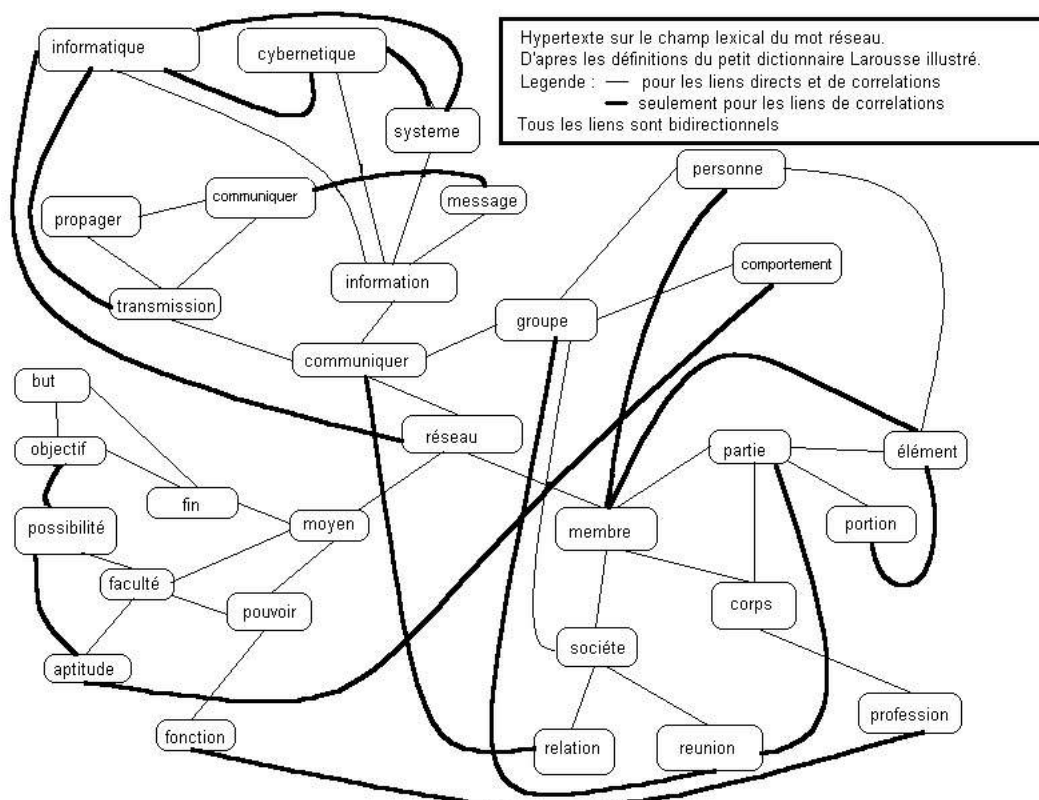 informatique
cybernetique
Hypertexte sur le champ lexical du mot réseau.
D'apres les définitions du petit dictionnaire Larousse illustré.
Legende : — pour les liens directs et de correlations
— seulement pour les liens de correlations
Tous les liens sont bidirectionnels
systeme
personne
communiquer
message
propager
comportement
information
transmission
groupe
communiquer
but
réseau
objectif
partie
élément
fin
moyen
possibilité
membre
portion
faculté
pouvoir
corps
aptitude
sociéte
profession
fonction
relation
reunion